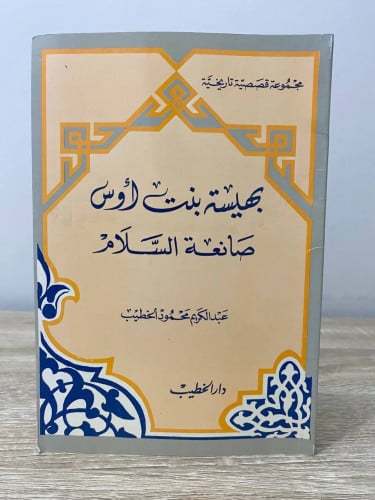 مجموعة قصصية تاريخية
بهيسة بنت أوس
صانعة السلام
عبد الكريم محمود الخطيب
دار الخطيب